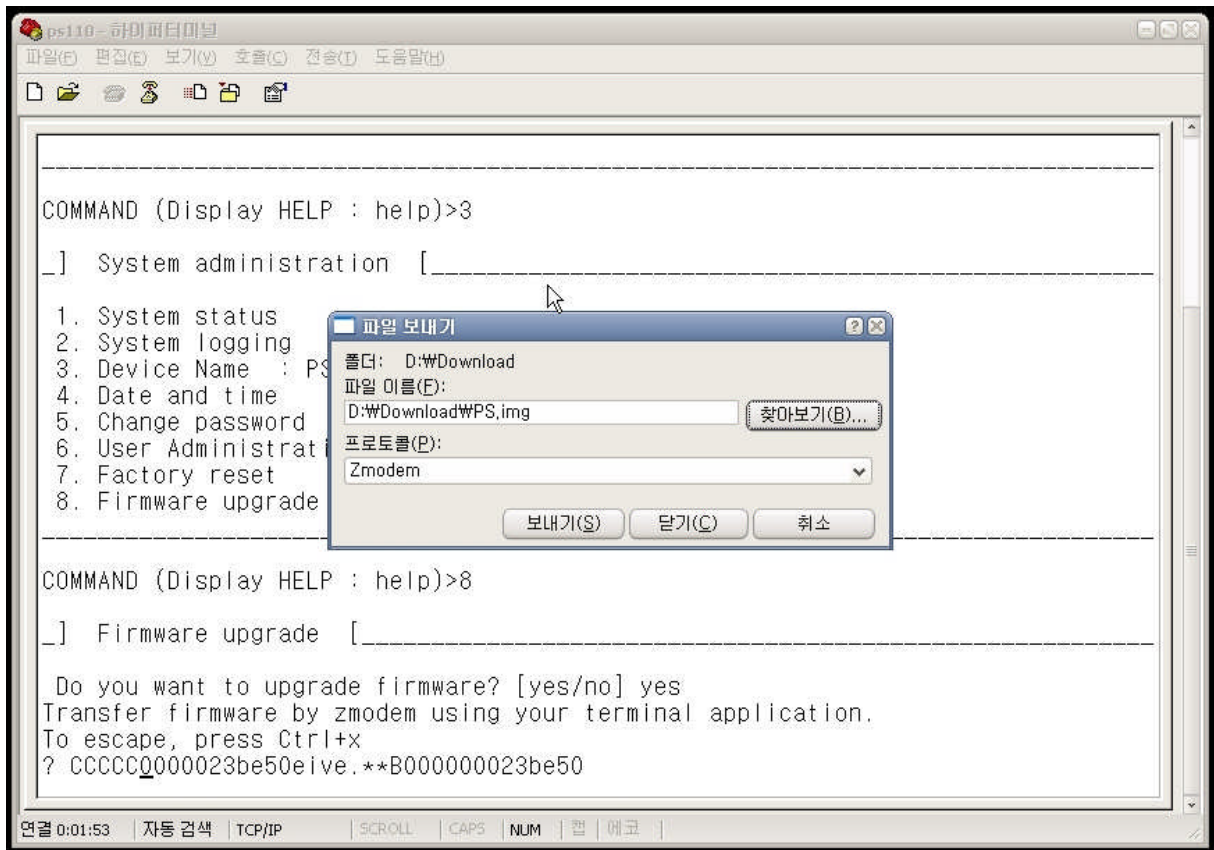 ps110 - 하이퍼터미널
파일(F) 편집(E) 보기(V) 호출(C) 전송(T) 도움말(H)
COMMAND (Display HELP : help)>3
_] System administration [________________________________________
1. System status
2. System logging
3. Device Name : PS
4. Date and time
5. Change password
6. User Administrati
7. Factory reset
8. Firmware upgrade
파일 보내기
폴더: D:₩Download
파일 이름(F):
D:₩Download₩PS,img 찾아보기(B)...
프로토콜(P):
Zmodem
보내기(S) 닫기(C) 취소
COMMAND (Display HELP : help)>8
_] Firmware upgrade [________________________________________
Do you want to upgrade firmware? [yes/no] yes
Transfer firmware by zmodem using your terminal application.
To escape, press Ctrl+x
? CCCCC0000023be50eive.**B000000023be50
연결 0:01:53 자동 검색 TCP/IP SCROLL CAPS NUM 캡 에코